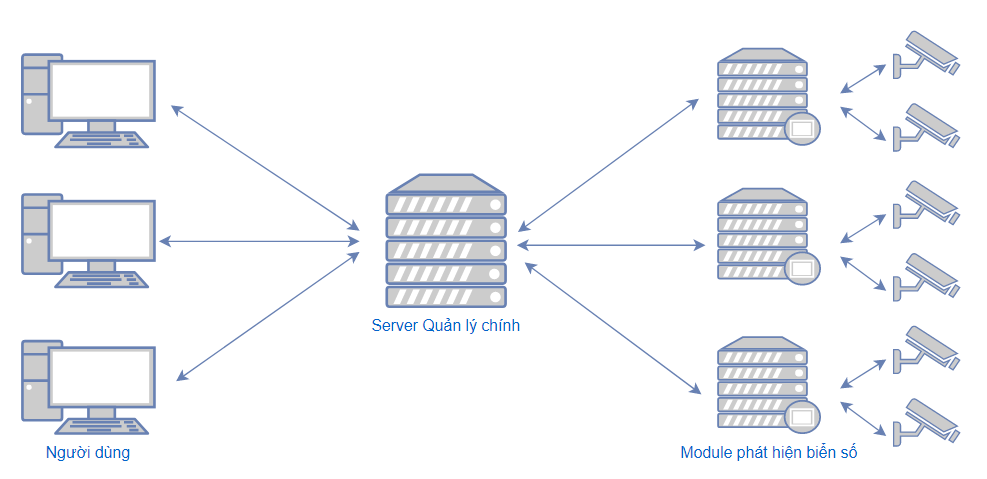 Server Quản lý chính
Người dùng
Module phát hiện biển số